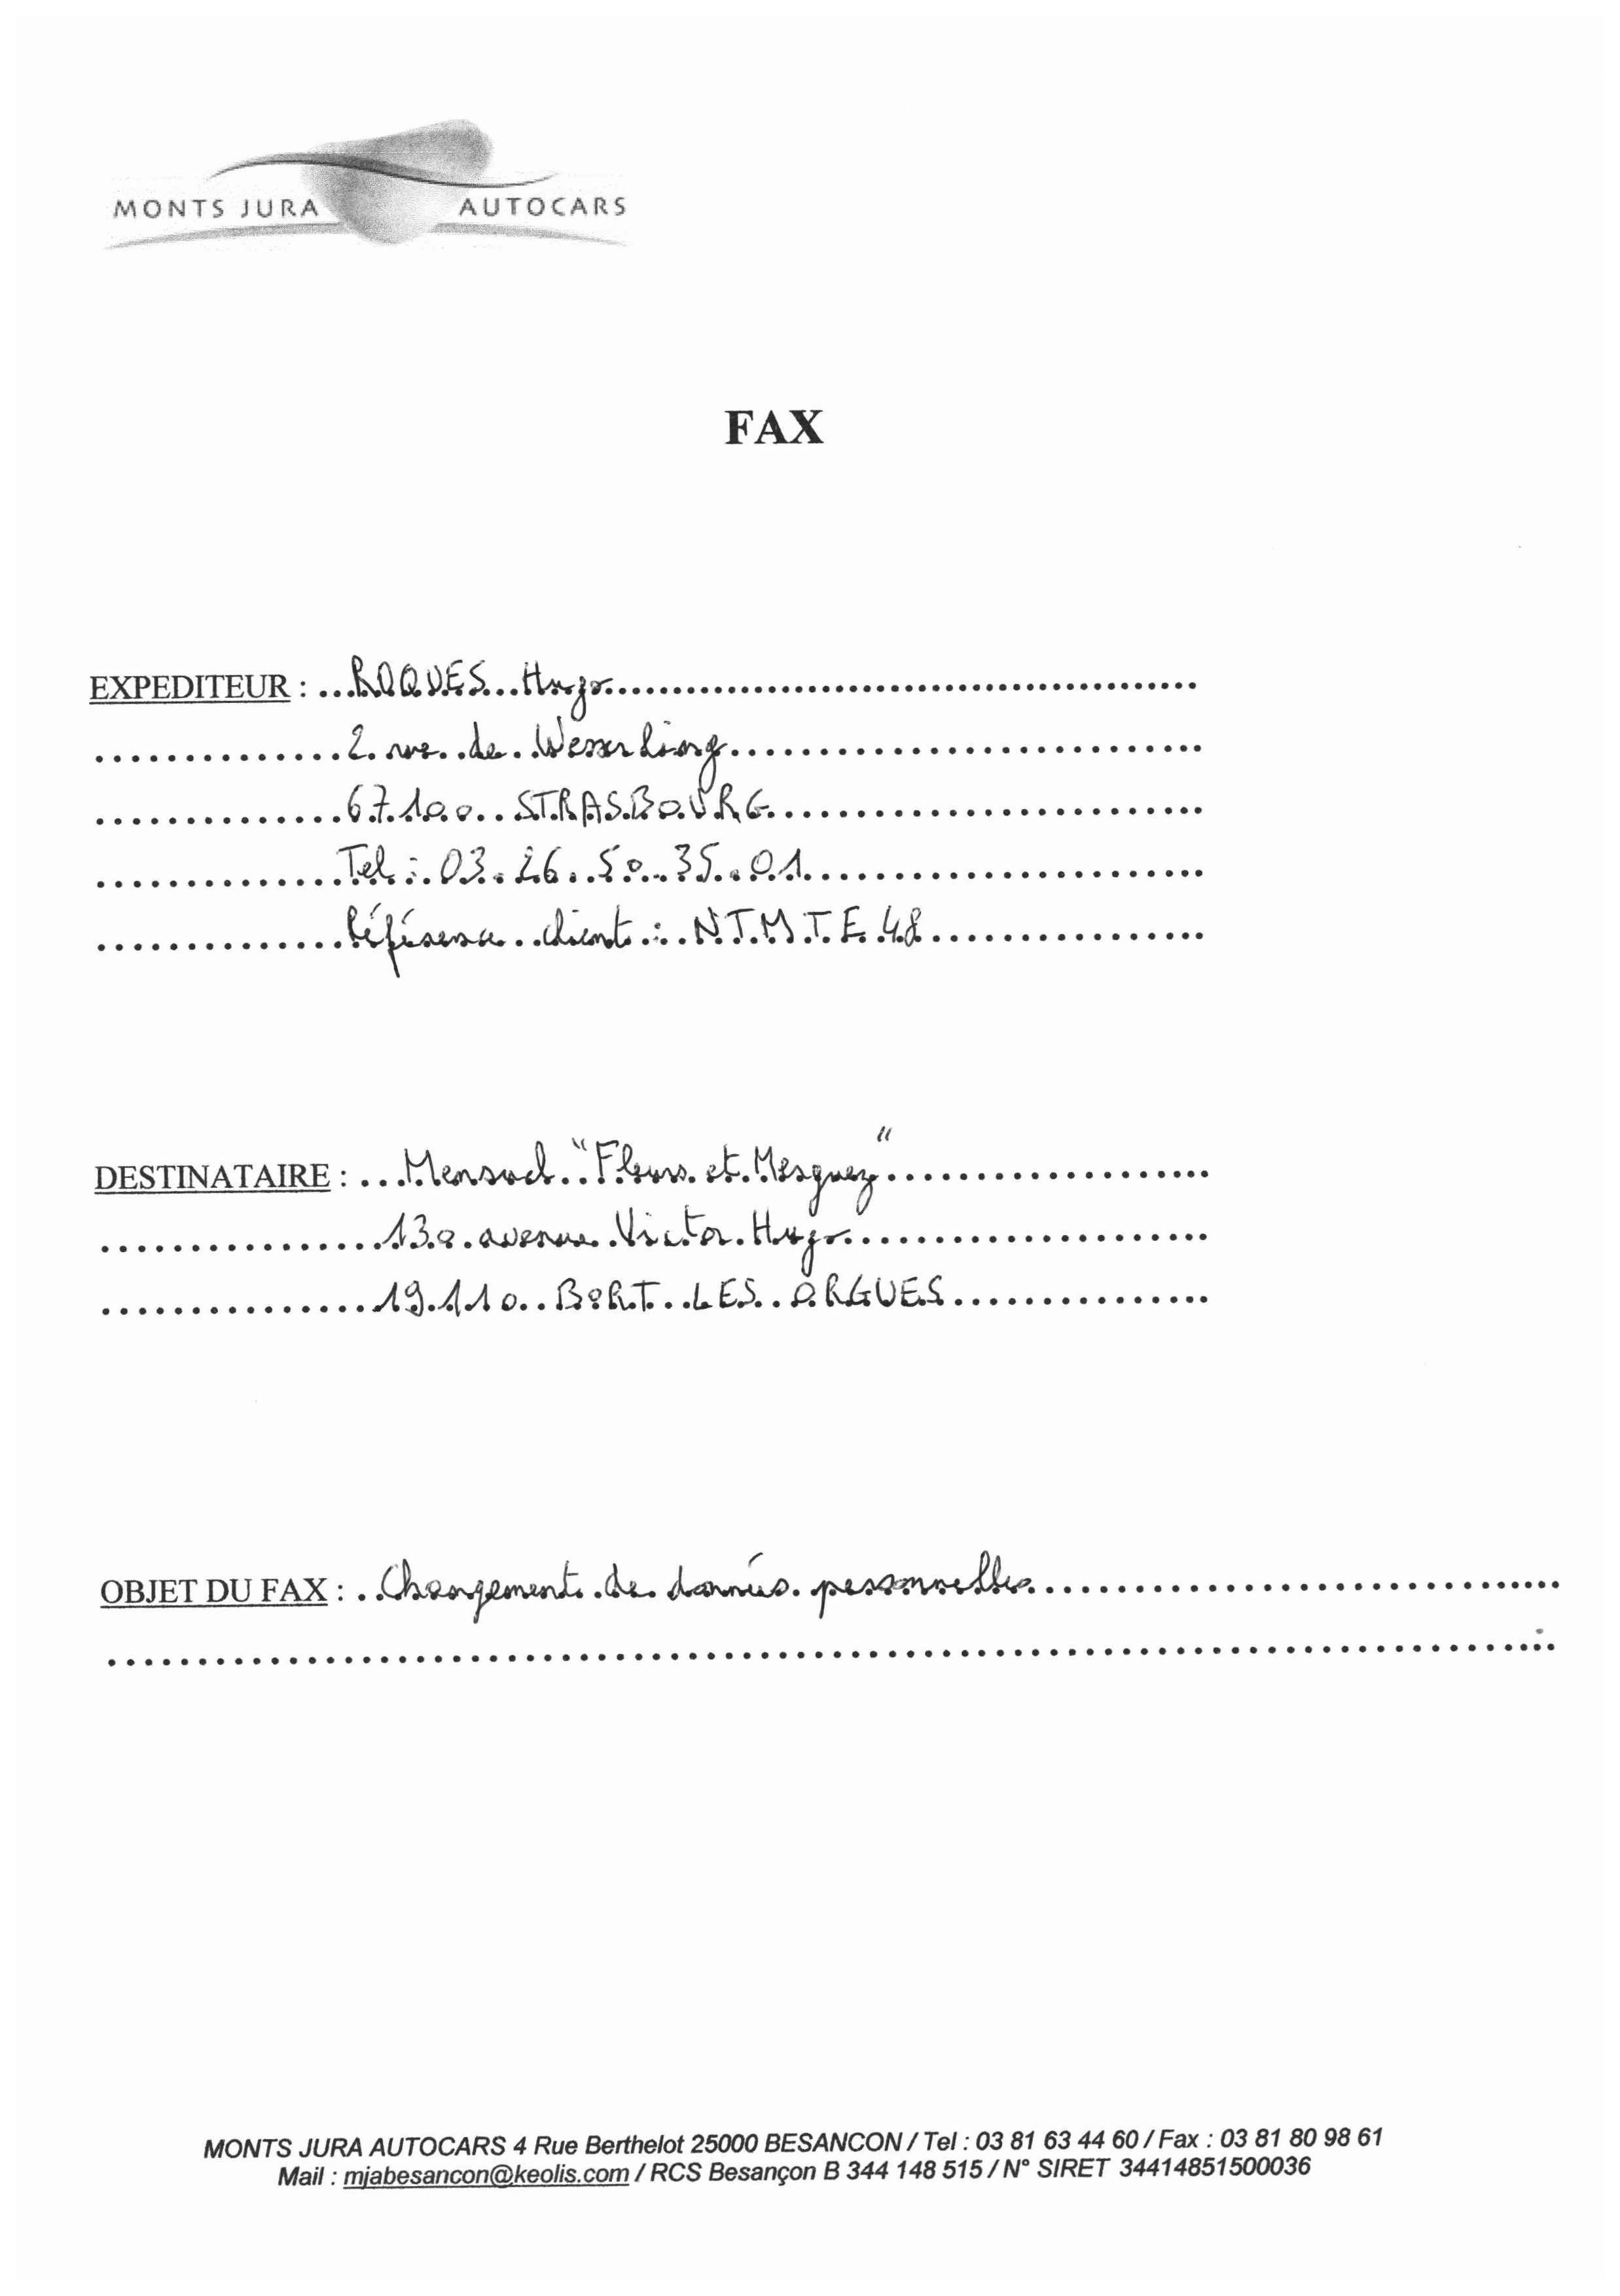 MONTS JURA AUTOCARS
FAX
EXPEDITEUR : ROQUES Hugo
2 rue de Wesserling
67100 STRASBOURG
Tel : 03 26 50 35 01
Référence client : NTMTE48
DESTINATAIRE : Mensuel "Fleurs et Mesguez"
130 avenue Victor Hugo
19110 BORT LES ORGUES
OBJET DU FAX : Changement de données personnelles
MONTS JURA AUTOCARS 4 Rue Berthelot 25000 BESANCON / Tel : 03 81 63 44 60 / Fax : 03 81 80 98 61
Mail : mjabesancon@keolis.com / RCS Besançon B 344 148 515 / N° SIRET 34414851500036